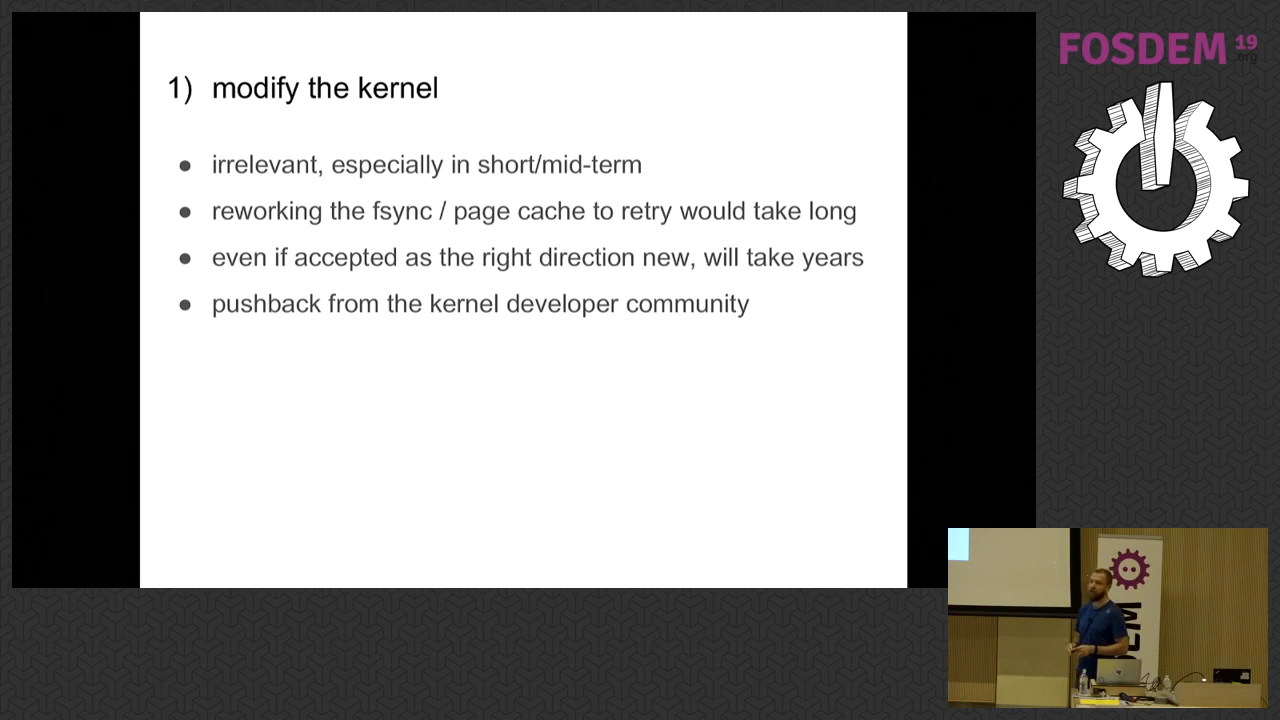 1) modify the kernel
● irrelevant, especially in short/mid-term
● reworking the fsync / page cache to retry would take long
● even if accepted as the right direction new, will take years
● pushback from the kernel developer community
FOSDEM 19
.org